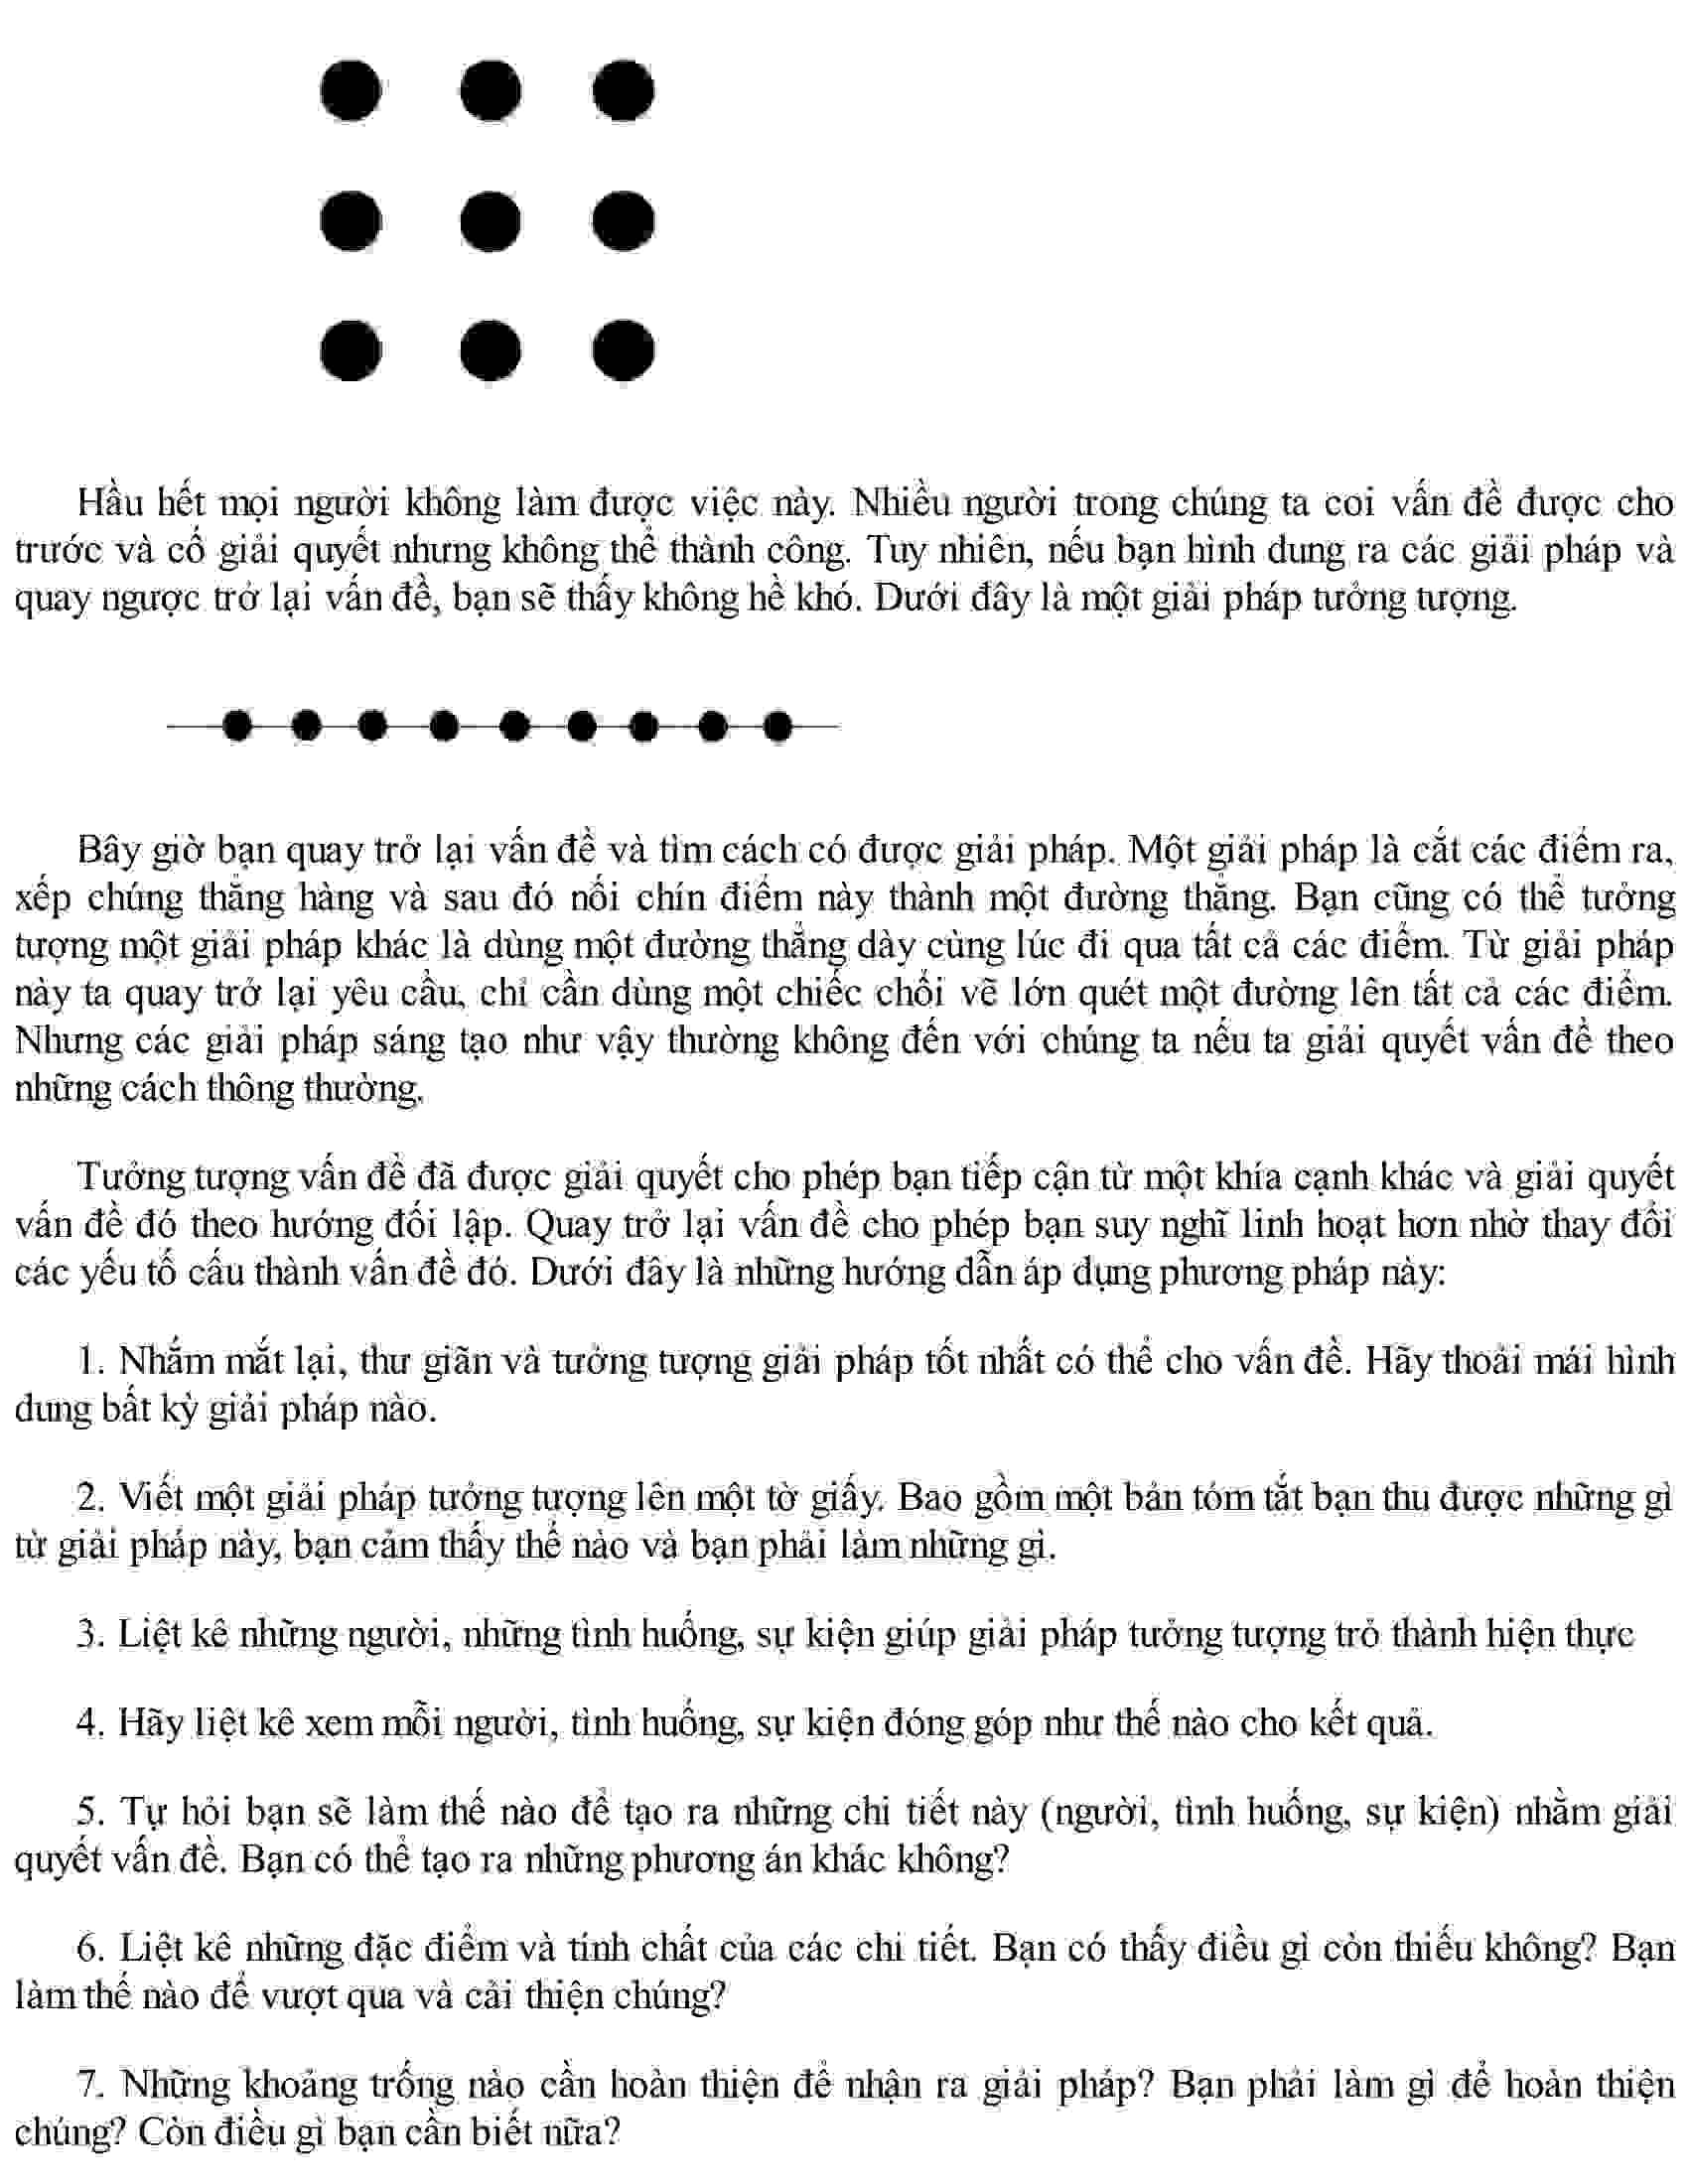 Hầu hết mọi người không làm được việc này. Nhiều người trong chúng ta coi vấn đề được cho
trước và cố giải quyết nhưng không thể thành công. Tuy nhiên, nếu bạn hình dung ra các giải pháp và
quay ngược trở lại vấn đề, bạn sẽ thấy không hề khó. Dưới đây là một giải pháp tưởng tượng.
Bây giờ bạn quay trở lại vấn đề và tìm cách có được giải pháp. Một giải pháp là cắt các điểm ra,
xếp chúng thẳng hàng và sau đó nối chín điểm này thành một đường thẳng. Bạn cũng có thể tưởng
tượng một giải pháp khác là dùng một đường thẳng dày cùng lúc đi qua tất cả các điểm. Từ giải pháp
này ta quay trở lại yêu cầu, chỉ cần dùng một chiếc chổi vẽ lớn quét một đường lên tất cả các điểm.
Nhưng các giải pháp sáng tạo như vậy thường không đến với chúng ta nếu ta giải quyết vấn đề theo
những cách thông thường.
Tưởng tượng vấn đề đã được giải quyết cho phép bạn tiếp cận từ một khía cạnh khác và giải quyết
vấn đề đó theo hướng đối lập. Quay trở lại vấn đề cho phép bạn suy nghĩ linh hoạt hơn nhờ thay đổi
các yếu tố cấu thành vấn đề đó. Dưới đây là những hướng dẫn áp dụng phương pháp này:
1. Nhắm mắt lại, thư giãn và tưởng tượng giải pháp tốt nhất có thể cho vấn đề. Hãy thoải mái hình
dung bất kỳ giải pháp nào.
2. Viết một giải pháp tưởng tượng lên một tờ giấy. Bao gồm một bản tóm tắt bạn thu được những gì
từ giải pháp này, bạn cảm thấy thế nào và bạn phải làm những gì.
3. Liệt kê những người, những tình huống, sự kiện giúp giải pháp tưởng tượng trở thành hiện thực
4. Hãy liệt kê xem mỗi người, tình huống, sự kiện đóng góp như thế nào cho kết quả.
5. Tự hỏi bạn sẽ làm thế nào để tạo ra những chi tiết này (người, tình huống, sự kiện) nhằm giải
quyết vấn đề. Bạn có thể tạo ra những phương án khác không?
6. Liệt kê những đặc điểm và tính chất của các chi tiết. Bạn có thấy điều gì còn thiếu không? Bạn
làm thế nào để vượt qua và cải thiện chúng?
7. Những khoảng trống nào cần hoàn thiện để nhận ra giải pháp? Bạn phải làm gì để hoàn thiện
chúng? Còn điều gì bạn cần biết nữa?